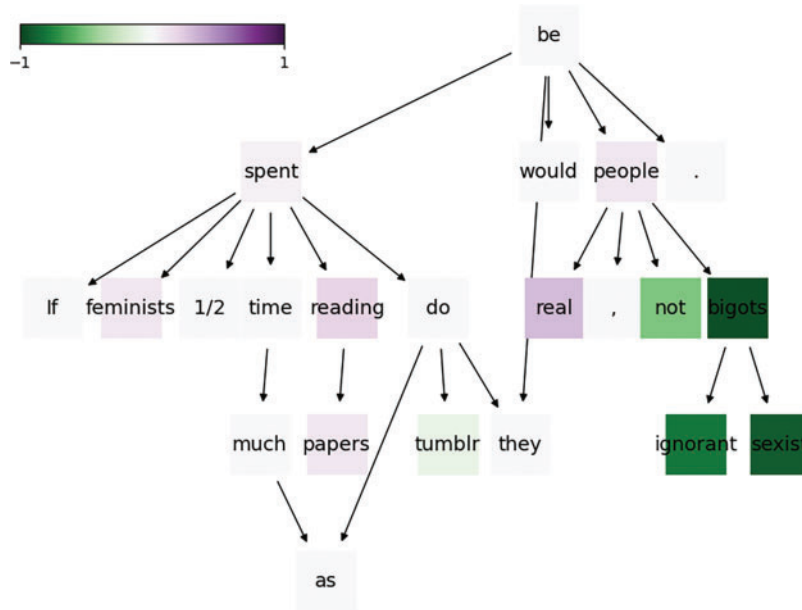 be
−1 1
spent would people .
If feminists 1/2 time reading do real , not bigots
much papers tumblr they ignorant sexist
as